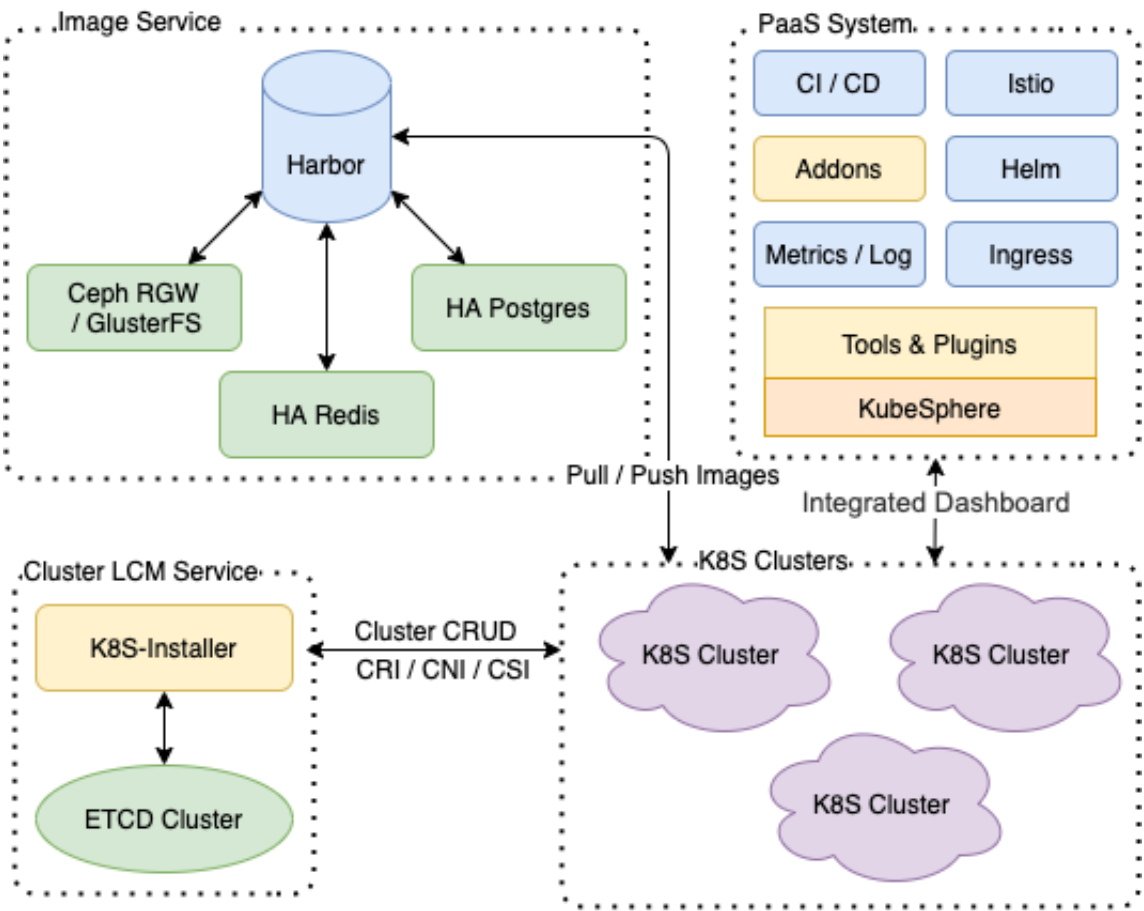 Image Service
Harbor
Ceph RGW
/ GlusterFS
HA Postgres
HA Redis
PaaS System
CI / CD
Istio
Addons
Helm
Metrics / Log
Ingress
Tools & Plugins
KubeSphere
Pull / Push Images
Integrated Dashboard
Cluster LCM Service
K8S-Installer
ETCD Cluster
Cluster CRUD
CRI / CNI / CSI
K8S Clusters
K8S Cluster
K8S Cluster
K8S Cluster